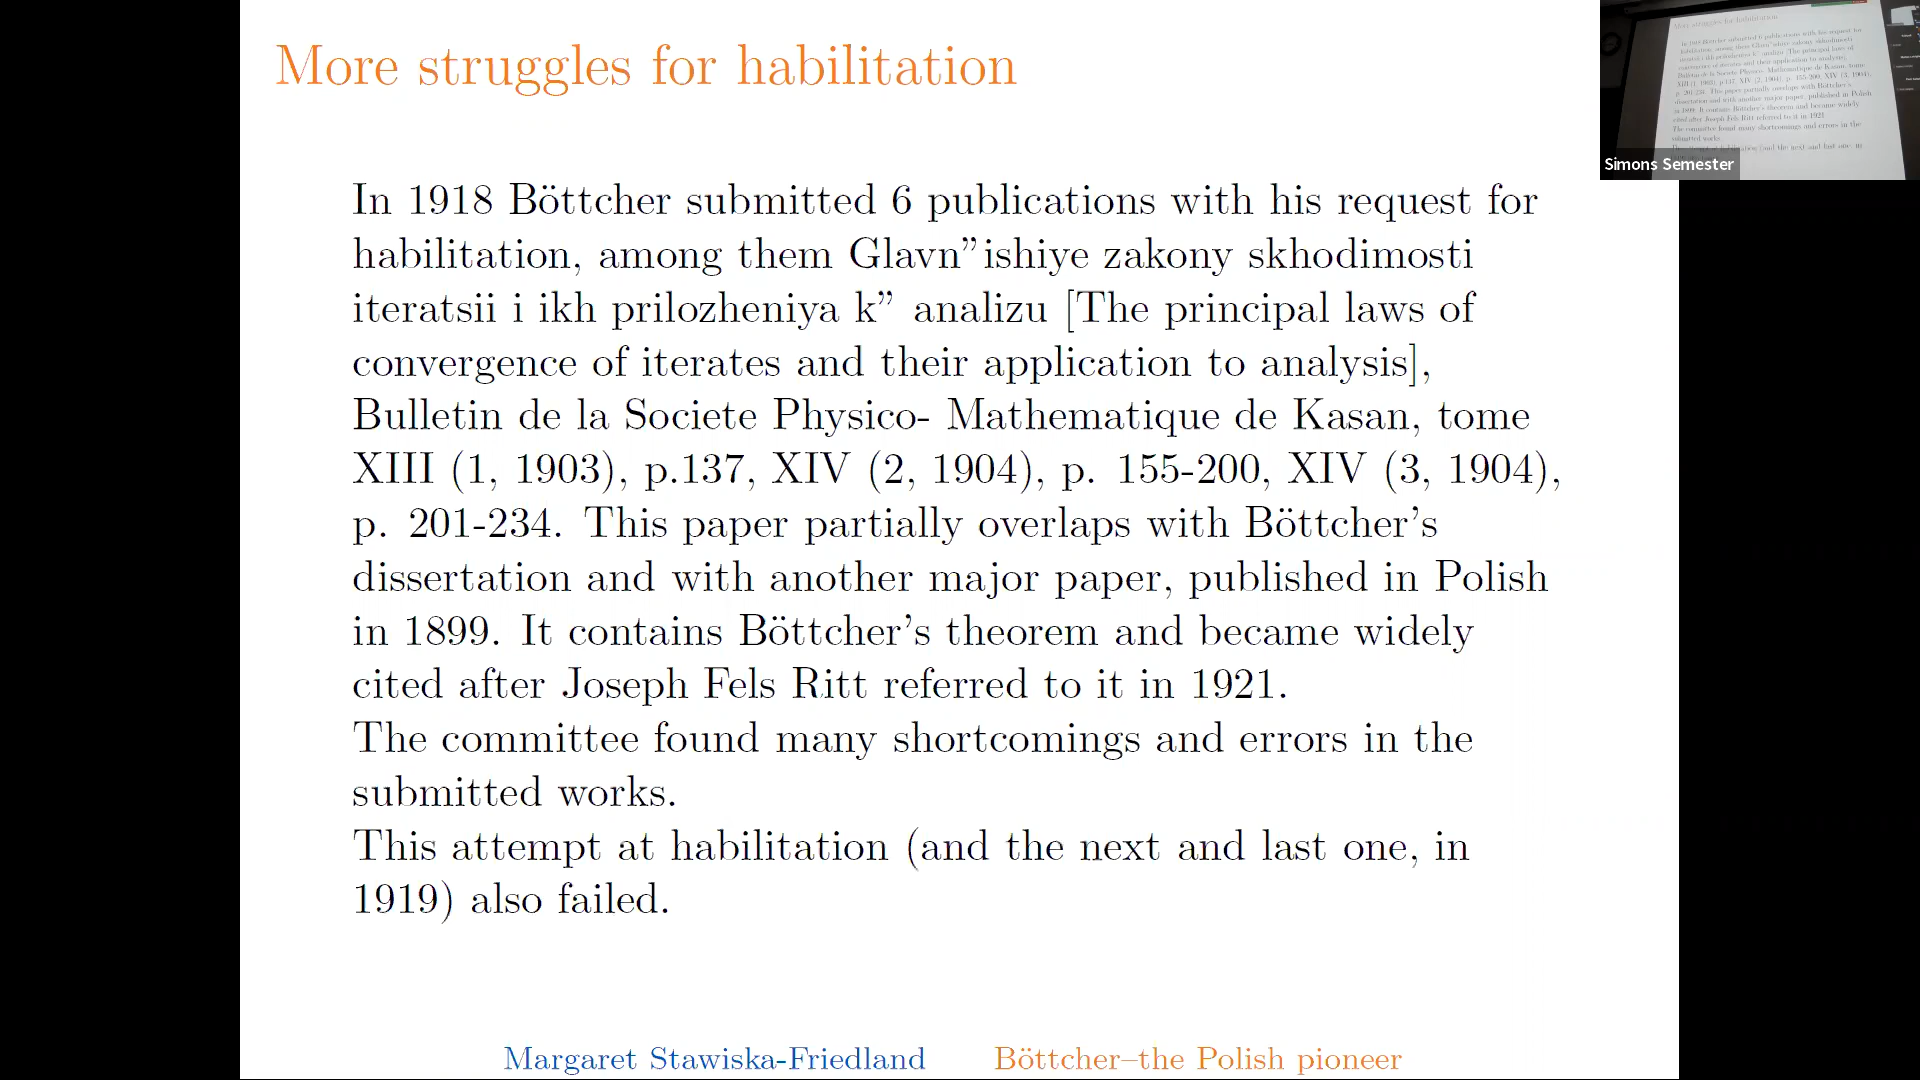 More struggles for habilitation
Simons Semester
In 1918 Böttcher submitted 6 publications with his request for
habilitation, among them Glavn”ishiye zakony skhodimosti
iteratsii i ikh prilozheniya k” analizu [The principal laws of
convergence of iterates and their application to analysis],
Bulletin de la Societe Physico- Mathematique de Kasan, tome
XIII (1, 1903), p.137, XIV (2, 1904), p. 155-200, XIV (3, 1904),
p. 201-234. This paper partially overlaps with Böttcher’s
dissertation and with another major paper, published in Polish
in 1899. It contains Böttcher’s theorem and became widely
cited after Joseph Fels Ritt referred to it in 1921.
The committee found many shortcomings and errors in the
submitted works.
This attempt at habilitation (and the next and last one, in
1919) also failed.
Margaret Stawiska-Friedland Böttcher–the Polish pioneer